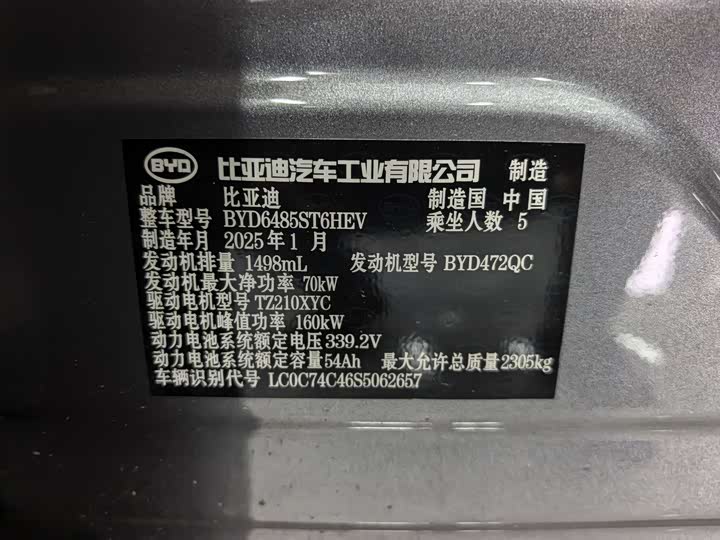 BYD 比亚迪汽车工业有限公司 制造
品牌 比亚迪 制造国 中国
整车型号 BYD6485ST6HEV 乘坐人数 5
制造年月 2025年1月
发动机排量 1498mL 发动机型号 BYD472QC
发动机最大净功率 70kW
驱动电机型号 TZ210XYC
驱动电机峰值功率 160kW
动力电池系统额定电压339.2V
动力电池系统额定容量54Ah 最大允许总质量2305kg
车辆识别代号 LC0C74C46S5062657